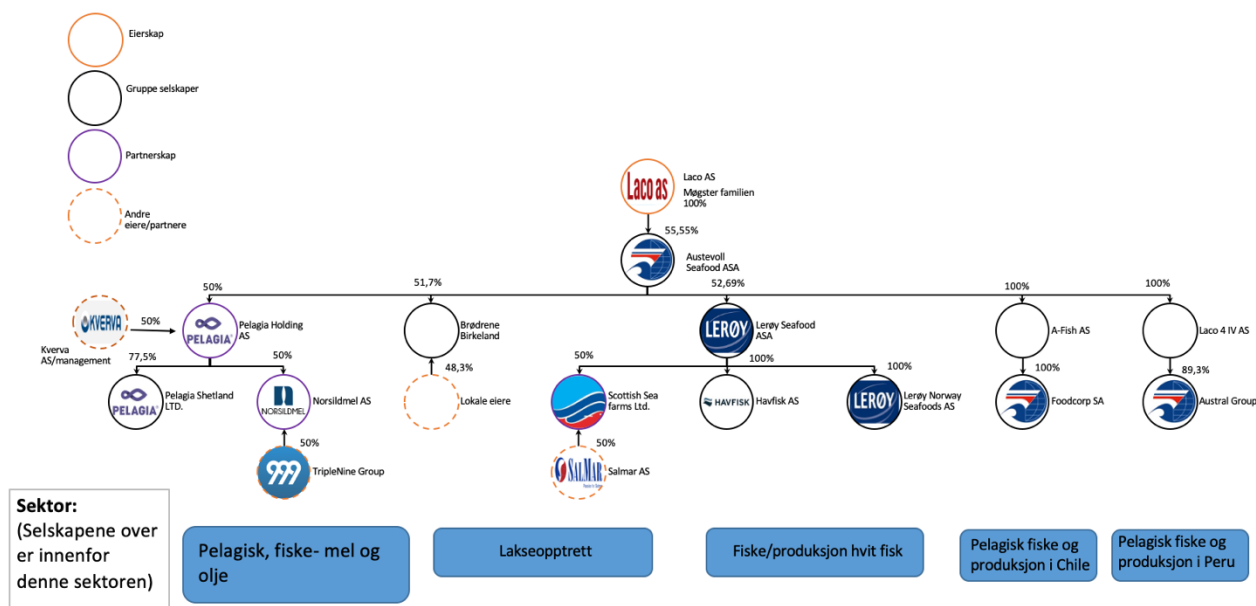 Eierskap
Gruppe selskaper
Partnerskap
Andre
eiere/partnere
Laco as
Laco AS
Møgster familien
100%
55,55%
Austevoll
Seafood ASA
50%
51,7%
52,69%
100%
100%
KVERVA
50%
Kverva
AS/management
PELAGIA
Pelagia Holding
AS
Brødrene
Birkeland
LERØY
Lerøy Seafood
ASA
A-Fish AS
Laco 4 IV AS
77,5%
50%
48,3%
50%
100%
100%
100%
89,3%
PELAGIA
Pelagia Shetland
LTD.
NORSILDMEL
Norsildmel AS
Lokale eiere
Scottish Sea
farms Ltd.
HAVFISK
Havfisk AS
LERØY
Lerøy Norway
Seafoods AS
Foodcorp SA
Austral Group
50%
50%
999
TripleNine Group
SALMAR
Salmar AS
Sektor:
(Selskapene over
er innenfor
denne sektoren)
Pelagisk, fiske- mel og
olje
Lakseopptrett
Fiske/produksjon hvit fisk
Pelagisk fiske og
produksjon i Chile
Pelagisk fiske og
produksjon i Peru